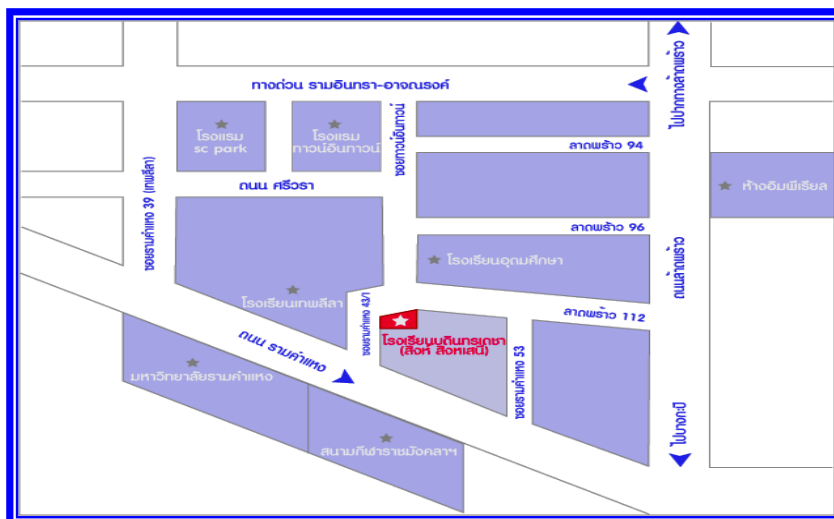 ไปปากทางลาดพร้าว
ทางด่วน รามอินทรา-อาจณรงค์
โรงแรม
sc park
โรงแรม
ทาวน์อินทาวน์
ซอยทาวน์อินทาวน์
ลาดพร้าว 94
ซอยรามคำแหง 39 (เทพลีลา)
ถนน ศรีวรา
ห้างอิมพีเรียล
ลาดพร้าว 96
โรงเรียนอุดมศึกษา
ถนนลาดพร้าว
โรงเรียนเทพลีลา
ซอยรามคำแหง 43/1
ลาดพร้าว 112
ถนน รามคำแหง
โรงเรียนบดินทรเดชา
(สิงห์ สิงหเสนี)
ซอยรามคำแหง 53
มหาวิทยาลัยรามคำแหง
สนามกีฬาราชมังคลาฯ
ไปบางกะปิ